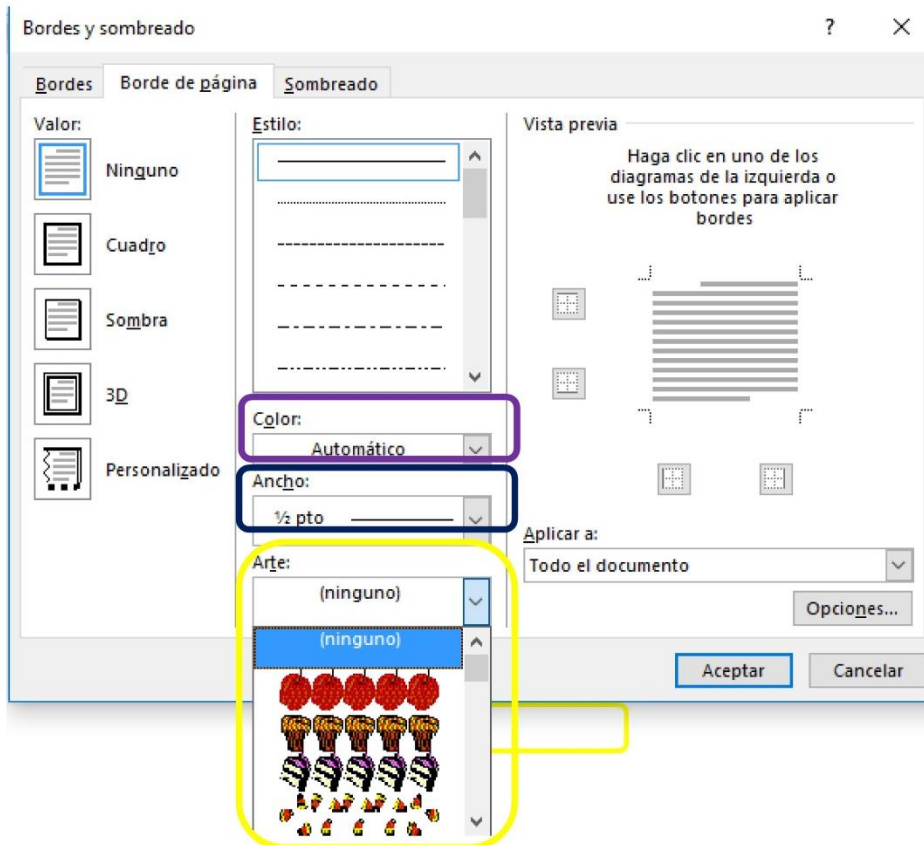 Bordes y sombreado
?
Bordes
Borde de página
Sombreado
Valor:
Ninguno
Cuadro
Sombra
3D
Personalizado
Estilo:
Color:
Automático
Ancho:
½ pto
Arte:
(ninguno)
(ninguno)
Vista previa
Haga clic en uno de los
diagramas de la izquierda o
use los botones para aplicar
bordes
Aplicar a:
Todo el documento
Opciones...
Aceptar
Cancelar